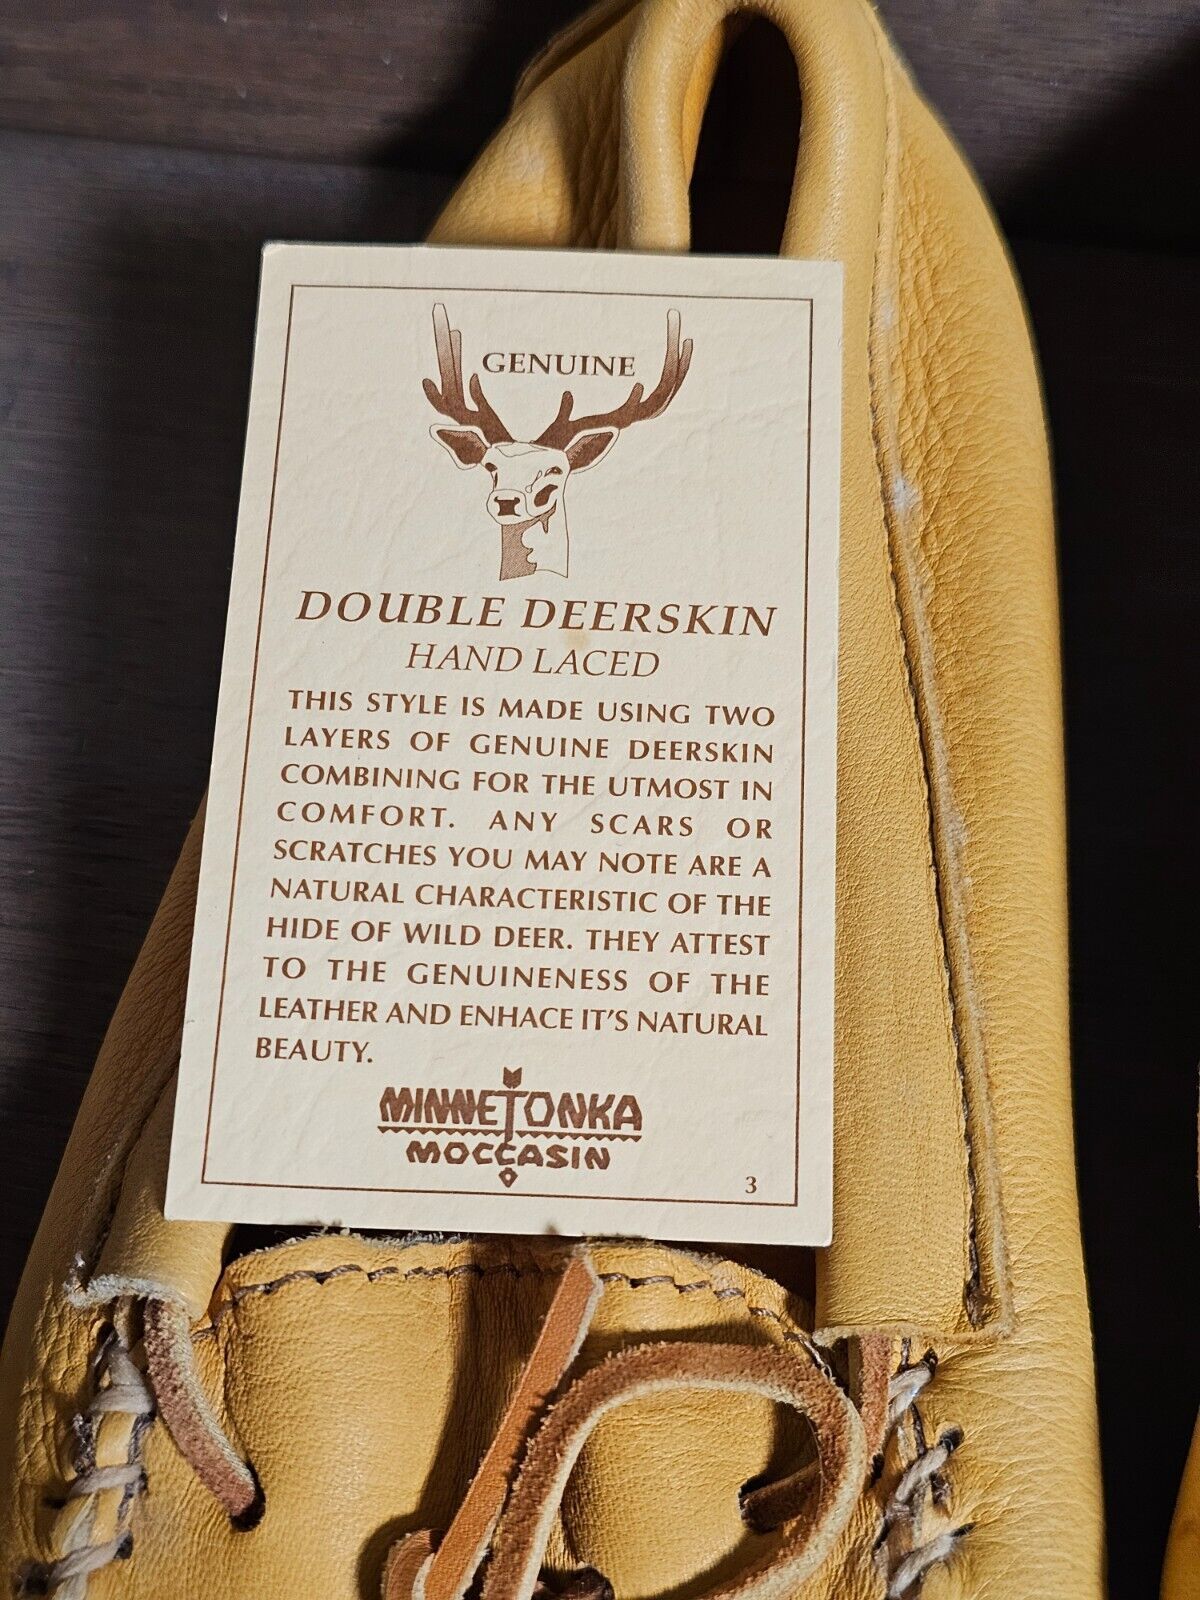 GENUINE
DOUBLE DEERSKIN
HAND LACED
THIS STYLE IS MADE USING TWO
LAYERS OF GENUINE DEERSKIN
COMBINING FOR THE UTMOST IN
COMFORT. ANY SCARS OR
SCRATCHES YOU MAY NOTE ARE A
NATURAL CHARACTERISTIC OF THE
HIDE OF WILD DEER. THEY ATTEST
TO THE GENUINENESS OF THE
LEATHER AND ENHACE IT'S NATURAL
BEAUTY.
MINNETONKA
MOCCASIN
3